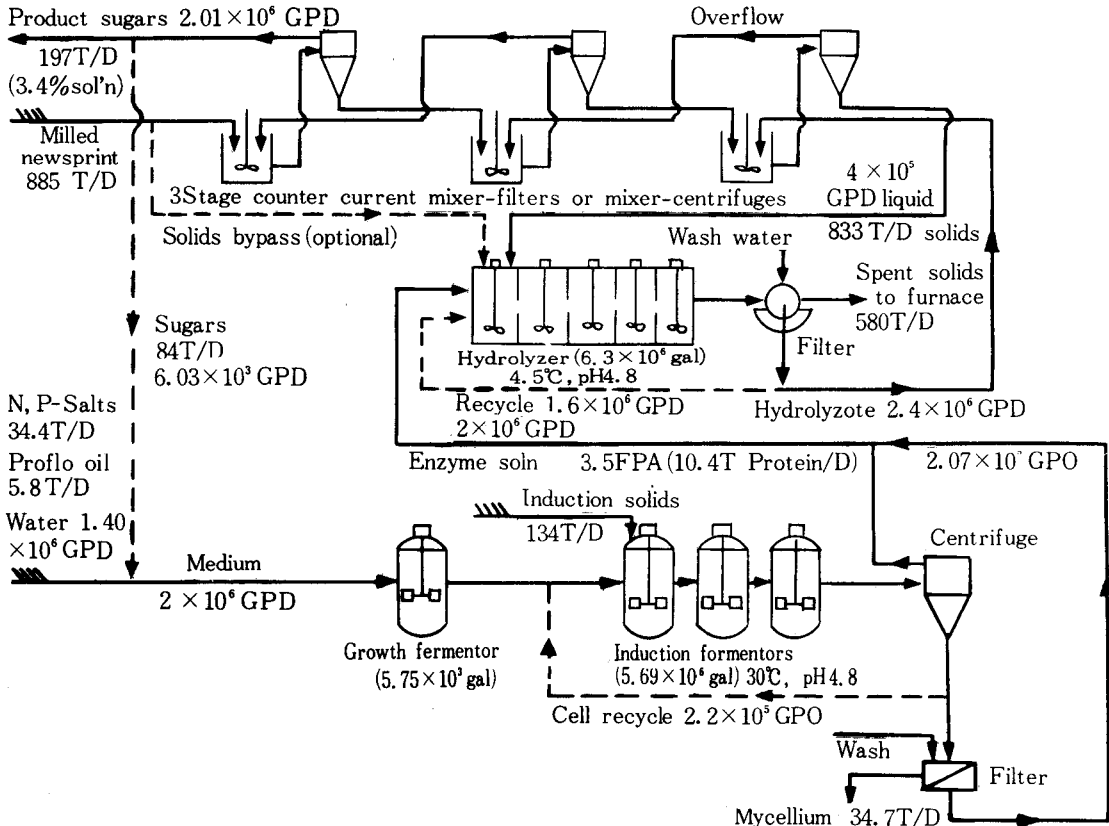 Product sugars 2.01×10⁶ GPD
197T/D
(3.4%sol'n)
Overflow
Milled
newsprint
885 T/D
3Stage counter current mixer-filters or mixer-centrifuges
4 × 10⁵
GPD liquid
833 T/D solids
Solids bypass(optional)
Wash water
Spent solids
to furnace
580T/D
Filter
Hydrolyzer (6.3×10⁶ gal)
4.5℃, pH4.8
Sugars
84T/D
6.03×10³ GPD
Recycle 1.6×10⁶ GPD
2×10⁶ GPD
Hydrolyzote 2.4×10⁶ GPD
N, P-Salts
34.4T/D
Proflo oil
5.8T/D
Water 1.40
×10⁶ GPD
Enzyme soln 3.5FPA (10.4T Protein/D)
2.07×10 GPO
Induction solids
134T/D
Centrifuge
Medium
2 ×10⁶ GPD
Growth fermentor
(5.75×10³ gal)
Induction formentors
(5.69×10⁶ gal) 30℃, pH4.8
Cell recycle 2.2×10⁵ GPO
Wash
Filter
Mycellium 34.7T/D